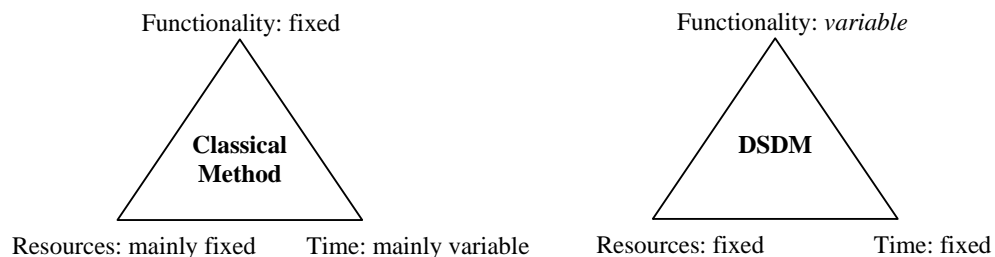 Functionality: fixed
Classical
Method
Resources: mainly fixed
Time: mainly variable
Functionality: variable
DSDM
Resources: fixed
Time: fixed